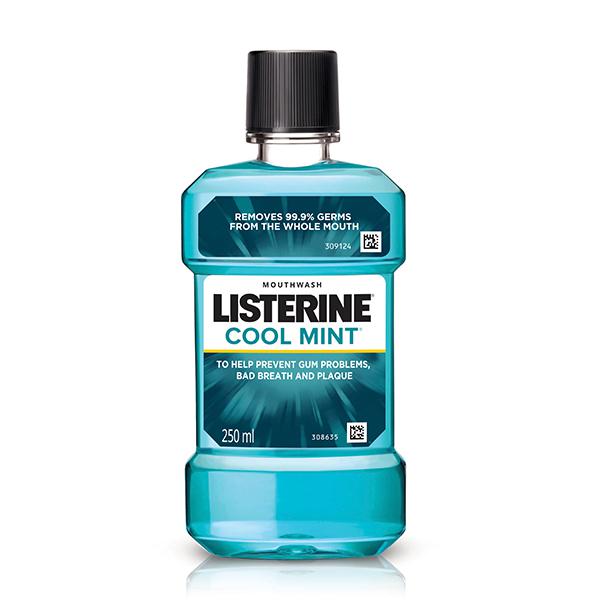 REMOVES 99.9% GERMS
FROM THE WHOLE MOUTH
309124
MOUTHWASH
LISTERINE®
COOL MINT®
TO HELP PREVENT GUM PROBLEMS,
BAD BREATH AND PLAQUE
250 ml
308635